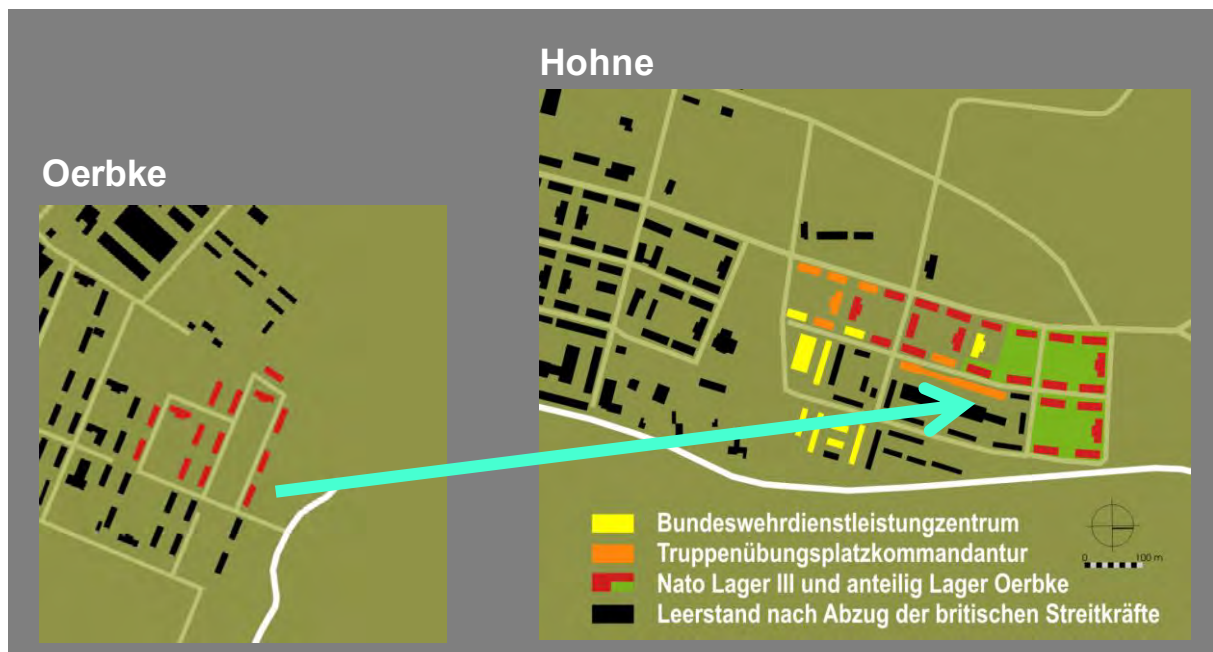 Hohne
Oerbke
Bundeswehrdienstleistungzentrum
Truppenübungsplatzkommandantur
Nato Lager III und anteilig Lager Oerbke
Leerstand nach Abzug der britischen Streitkräfte
0 100 m